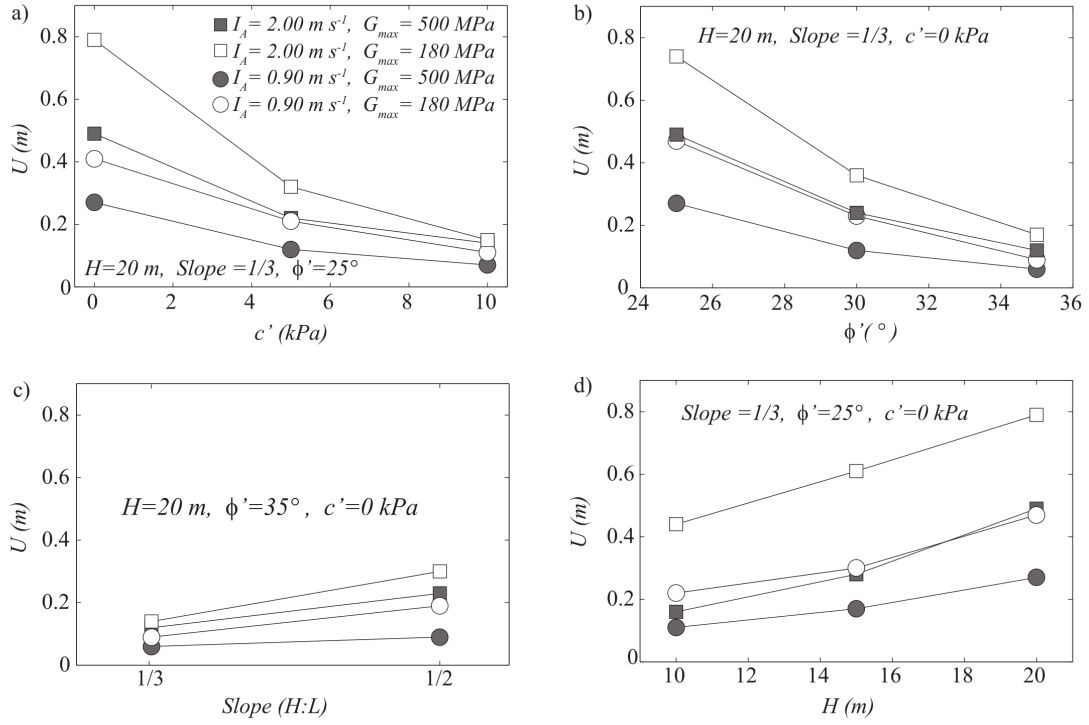 a)
I_A = 2.00 m s⁻¹, G_max = 500 MPa
I_A = 2.00 m s⁻¹, G_max = 180 MPa
I_A = 0.90 m s⁻¹, G_max = 500 MPa
I_A = 0.90 m s⁻¹, G_max = 180 MPa
0.8
0.6
0.4
0.2
0
U (m)
H=20 m, Slope =1/3, ϕ’=25°
0 2 4 6 8 10
c’ (kPa)
b)
H=20 m, Slope =1/3, c’=0 kPa
0.8
0.6
0.4
0.2
0
U (m)
24 26 28 30 32 34 36
ϕ’( ° )
c)
0.8
0.6
0.4
0.2
0
U (m)
H=20 m, ϕ’=35° , c’=0 kPa
1/3 1/2
Slope (H:L)
d)
Slope =1/3, ϕ’=25° , c’=0 kPa
0.8
0.6
0.4
0.2
0
U (m)
10 12 14 16 18 20
H (m)